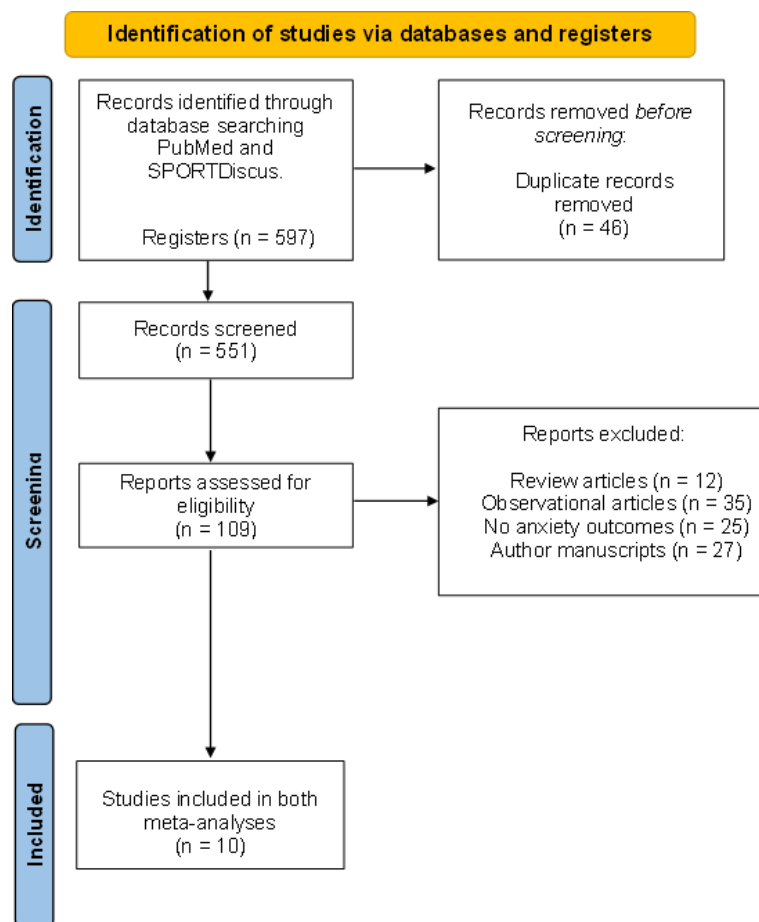 Identification of studies via databases and registers
Identification
Records identified through
database searching
PubMed and
SPORTDiscus.
Registers (n = 597)
Records removed before
screening:
Duplicate records
removed
(n = 46)
Screening
Records screened
(n = 551)
Reports assessed for
eligibility
(n = 109)
Reports excluded:
Review articles (n = 12)
Observational articles (n = 35)
No anxiety outcomes (n = 25)
Author manuscripts (n = 27)
Included
Studies included in both
meta-analyses
(n = 10)